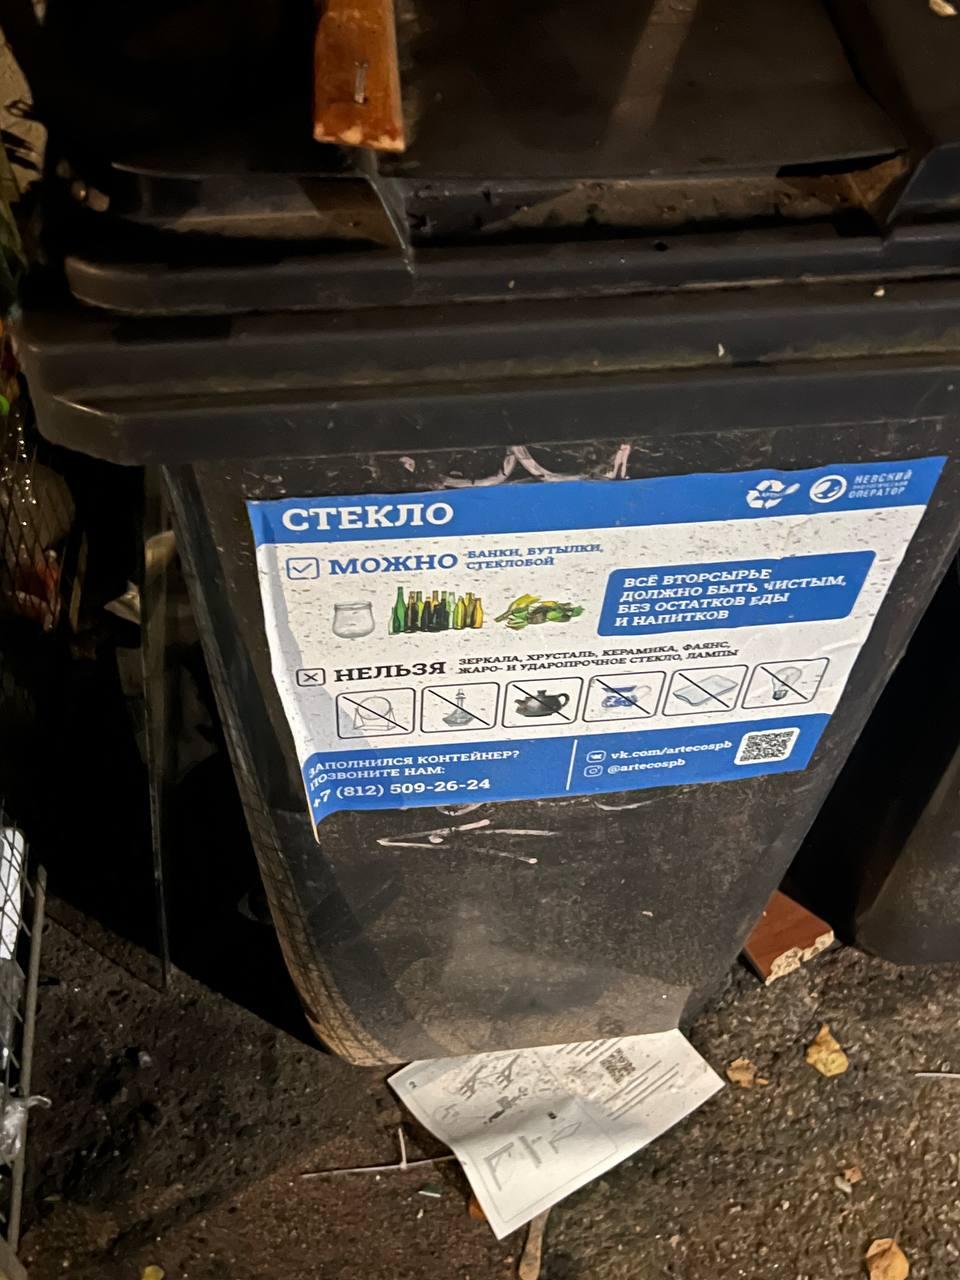 СТЕКЛО
НЕВСКИЙ
ЭКОЛОГИЧЕСКИЙ
ОПЕРАТОР
МОЖНО
БАНКИ, БУТЫЛКИ,
СТЕКЛОБОЙ
ВСЁ ВТОРСЫРЬЕ
ДОЛЖНО БЫТЬ ЧИСТЫМ,
БЕЗ ОСТАТКОВ ЕДЫ
И НАПИТКОВ
НЕЛЬЗЯ
ЗЕРКАЛА, ХРУСТАЛЬ, КЕРАМИКА, ФАЯНС,
ЖАРО- И УДАРОПРОЧНОЕ СТЕКЛО, ЛАМПЫ
ЗАПОЛНИЛСЯ КОНТЕЙНЕР?
ПОЗВОНИТЕ НАМ:
+7 (812) 509-26-24
vk.com/artecospb
@artecospb